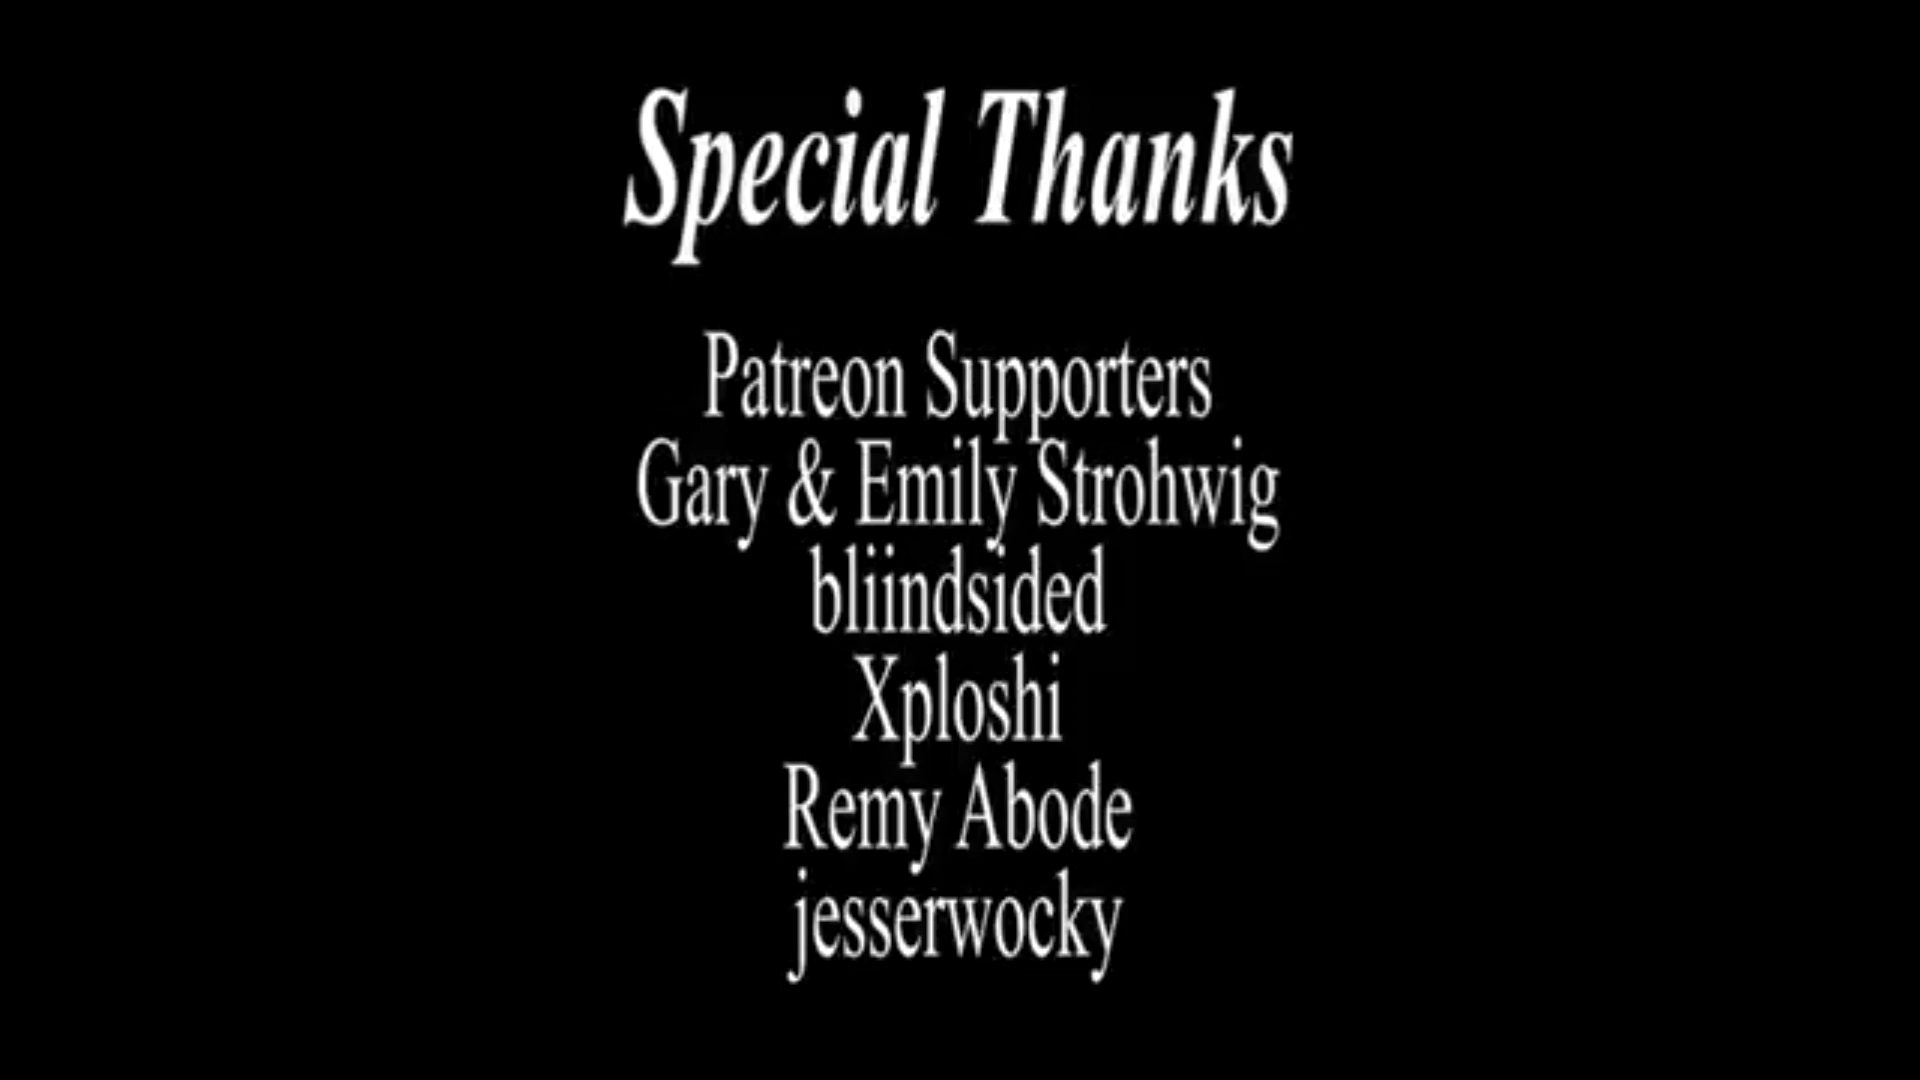 Special Thanks
Patreon Supporters
Gary & Emily Strohwig
bliindsided
Xploshi
Remy Abode
jesserwocky